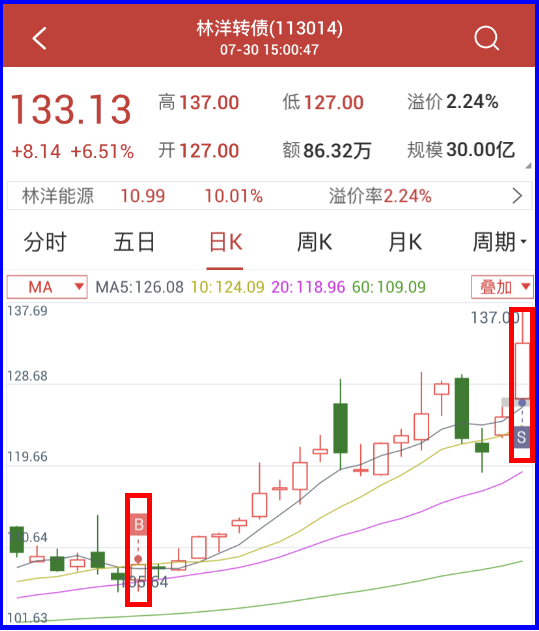 林洋转债(113014)
07-30 15:00:47
133.13 高 137.00 低 127.00 溢价 2.24%
+8.14 +6.51% 开 127.00 额 86.32万 规模 30.00亿
林洋能源 10.99 10.01% 溢价率2.24%
分时 五日 日K 周K 月K 周期
MA MA5:126.08 10:124.09 20:118.96 60:109.09 叠加
137.69
137.00
128.68
S
119.66
B
105.64
101.63